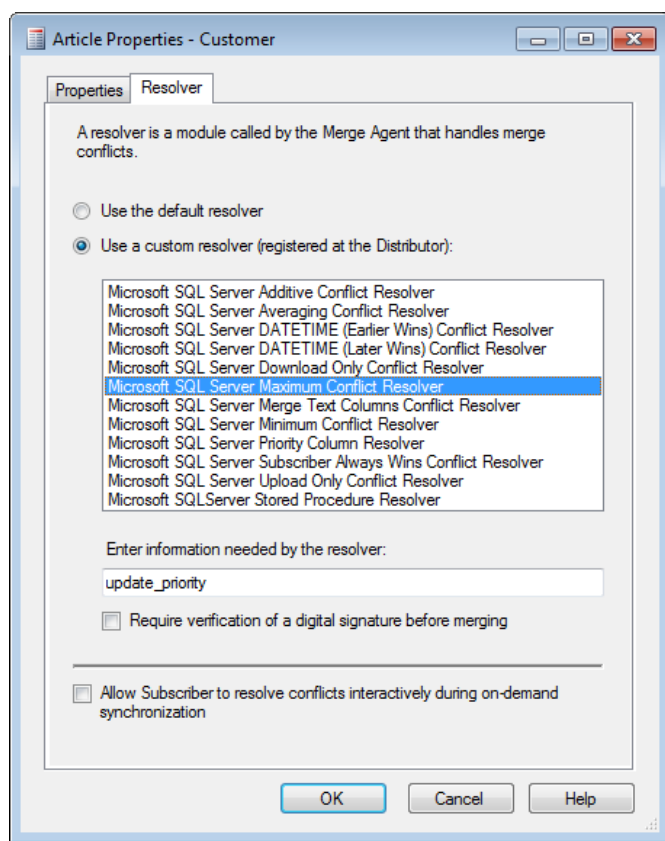 Article Properties - Customer
Properties
Resolver
A resolver is a module called by the Merge Agent that handles merge
conflicts.
Use the default resolver
Use a custom resolver (registered at the Distributor):
Microsoft SQL Server Additive Conflict Resolver
Microsoft SQL Server Averaging Conflict Resolver
Microsoft SQL Server DATETIME (Earlier Wins) Conflict Resolver
Microsoft SQL Server DATETIME (Later Wins) Conflict Resolver
Microsoft SQL Server Download Only Conflict Resolver
Microsoft SQL Server Maximum Conflict Resolver
Microsoft SQL Server Merge Text Columns Conflict Resolver
Microsoft SQL Server Minimum Conflict Resolver
Microsoft SQL Server Priority Column Resolver
Microsoft SQL Server Subscriber Always Wins Conflict Resolver
Microsoft SQL Server Upload Only Conflict Resolver
Microsoft SQLServer Stored Procedure Resolver
Enter information needed by the resolver:
update_priority
Require verification of a digital signature before merging
Allow Subscriber to resolve conflicts interactively during on-demand
synchronization
OK
Cancel
Help